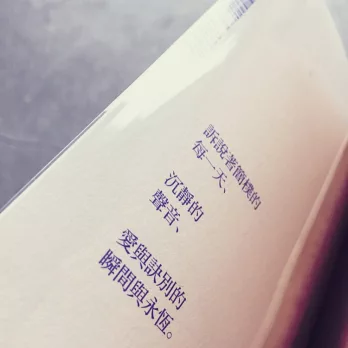 訴說著簡樸的
每一天、
沉靜的
聲音、
愛與訣別的
瞬間與永恆。